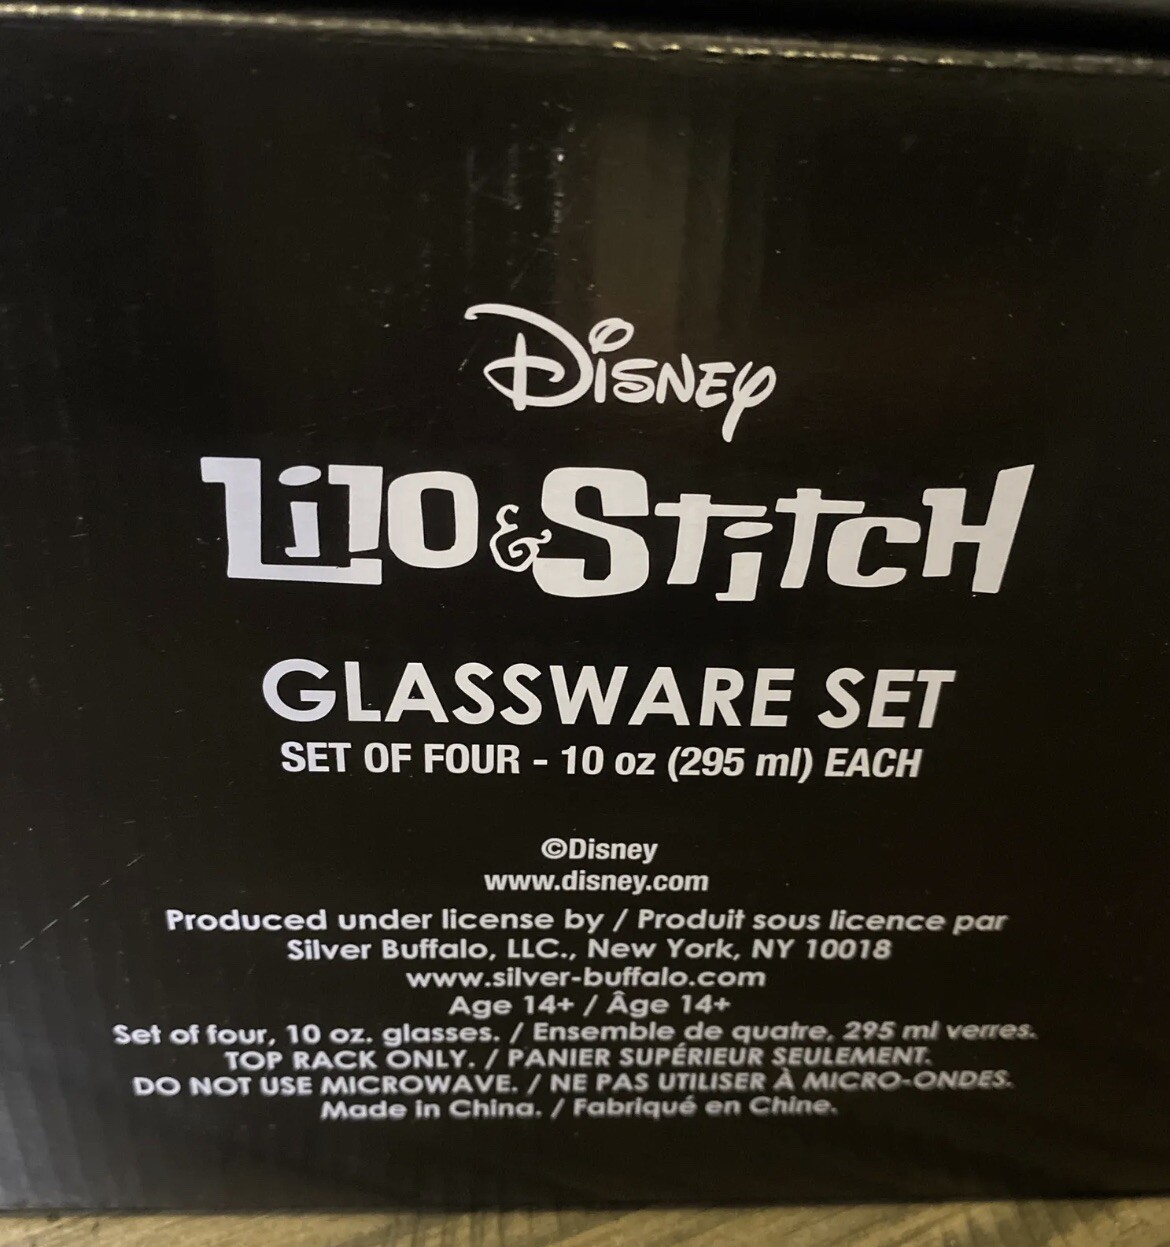 Disney
Lilo & Stitch
GLASSWARE SET
SET OF FOUR - 10 oz (295 ml) EACH
©Disney
www.disney.com
Produced under license by / Produit sous licence par
Silver Buffalo, LLC., New York, NY 10018
www.silver-buffalo.com
Age 14+ / Âge 14+
Set of four, 10 oz. glasses. / Ensemble de quatre, 295 ml verres.
TOP RACK ONLY. / PANIER SUPÉRIEUR SEULEMENT.
DO NOT USE MICROWAVE. / NE PAS UTILISER À MICRO-ONDES.
Made in China. / Fabriqué en Chine.